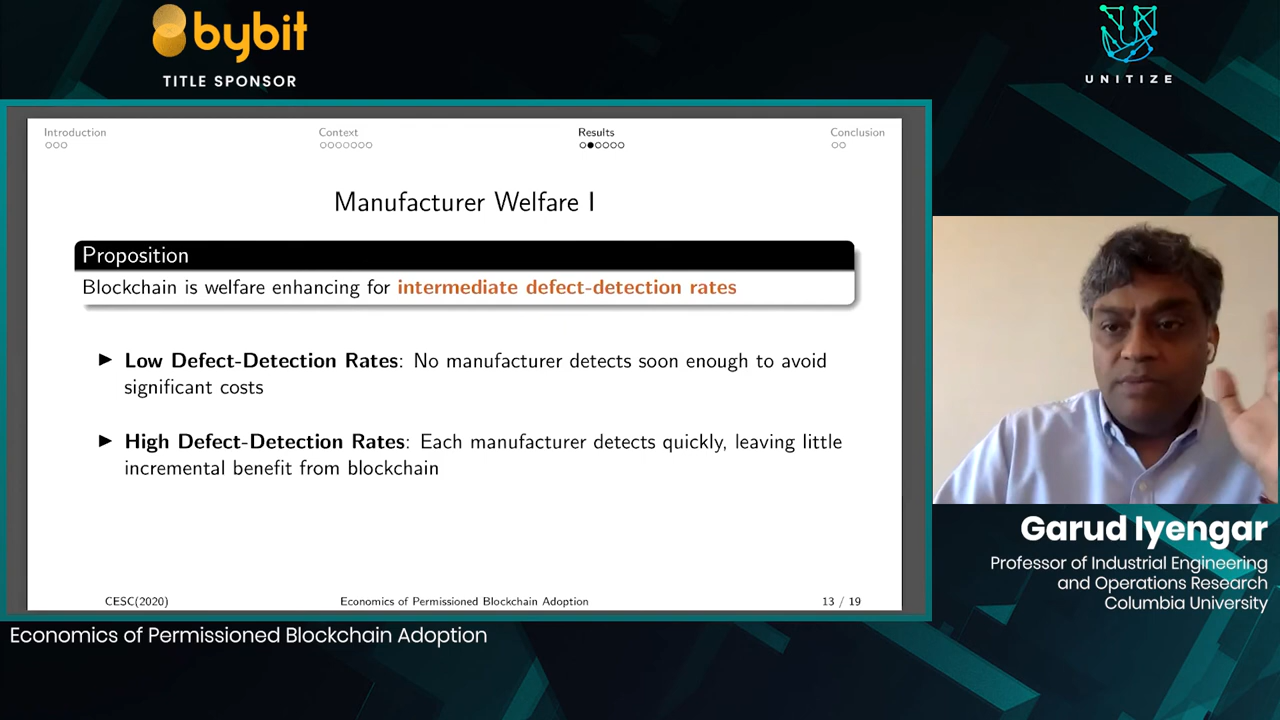 bybit
TITLE SPONSOR
UNITIZE
Introduction
Context
Results
Conclusion
Manufacturer Welfare I
Proposition
Blockchain is welfare enhancing for intermediate defect-detection rates
Low Defect-Detection Rates: No manufacturer detects soon enough to avoid
significant costs
High Defect-Detection Rates: Each manufacturer detects quickly, leaving little
incremental benefit from blockchain
CESC(2020)
Economics of Permissioned Blockchain Adoption
13 / 19
Garud Iyengar
Professor of Industrial Engineering
and Operations Research
Columbia University
Economics of Permissioned Blockchain Adoption